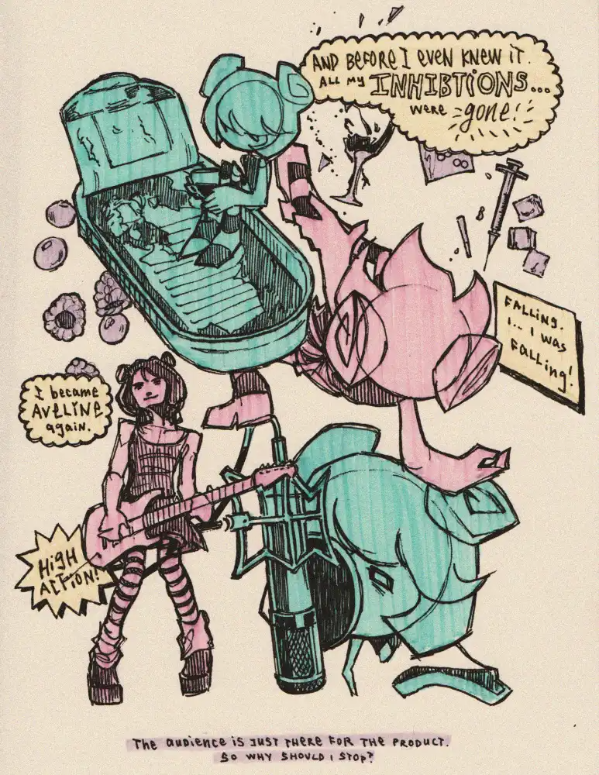 AND BEFORE I EVEN KNEW IT.
ALL MY INHIBTIONS...
WERE gone!
FALLING.
I... I WAS
FALLING!
I became
AVELINE
again.
HIGH
ACTION!
THE AUDIENCE IS JUST THERE FOR THE PRODUCT.
SO WHY SHOULD I STOP?